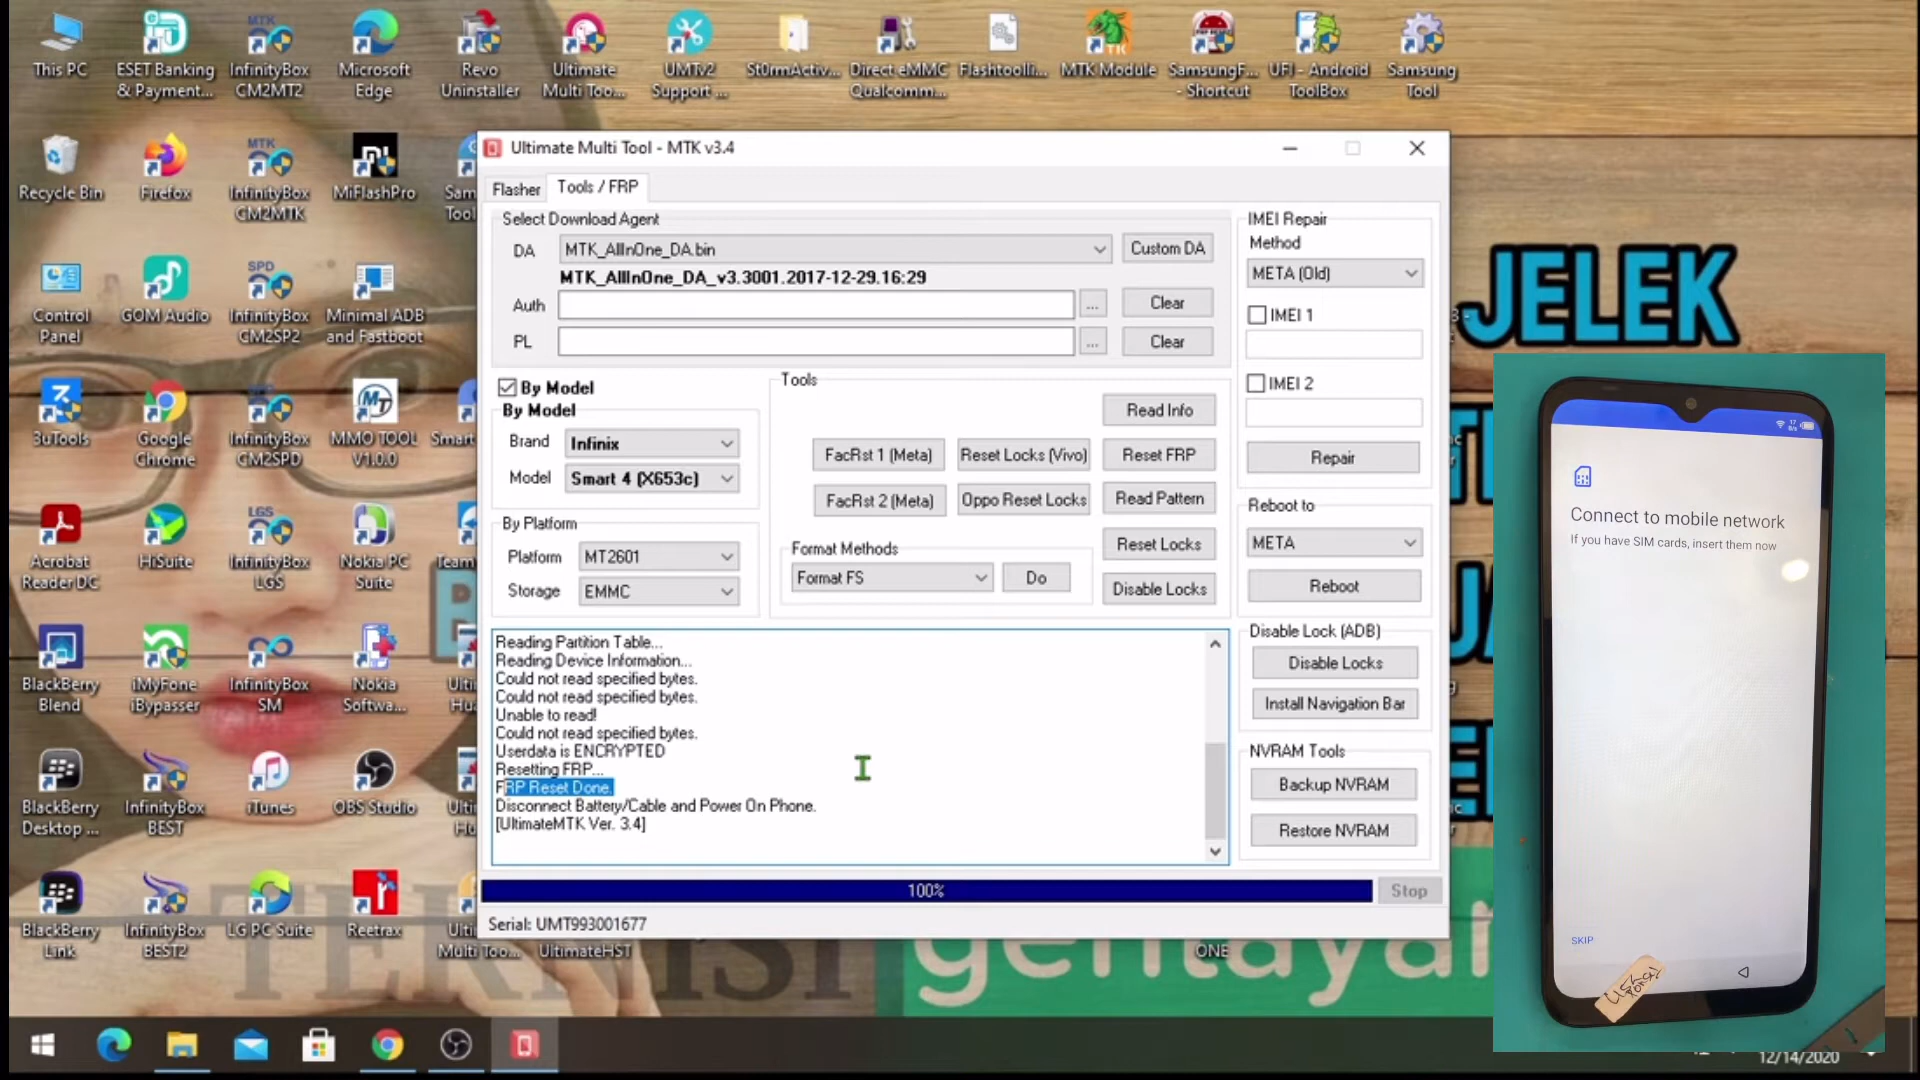 This PC
ESET Banking
& Payment...
InfinityBox
CM2MT2
Microsoft
Edge
Revo
Uninstaller
Ultimate
Multi Too...
UMTv2
Support ...
St0rmActiv...
Direct eMMC
Qualcomm...
Flashtoolli...
MTK Module
SamsungF...
- Shortcut
UFI - Android
ToolBox
Samsung
Tool
Recycle Bin
Firefox
InfinityBox
CM2MTK
MiFlashPro
Control
Panel
GOM Audio
InfinityBox
CM2SP2
Minimal ADB
and Fastboot
3uTools
Google
Chrome
InfinityBox
CM2SPD
MMO TOOL
V1.0.0
Acrobat
Reader DC
HiSuite
InfinityBox
LGS
Nokia PC
Suite
BlackBerry
Blend
iMyFone
iBypasser
InfinityBox
SM
Nokia
Softwa...
BlackBerry
Desktop ...
InfinityBox
BEST
iTunes
OBS Studio
BlackBerry
Link
InfinityBox
BEST2
LG PC Suite
Reetrax
Ulti
Multi Too...
UltimateHST
ONE
Ultimate Multi Tool - MTK v3.4
Flasher
Tools / FRP
Select Download Agent
DA
MTK_AllInOne_DA.bin
Custom DA
MTK_AllInOne_DA_v3.3001.2017-12-29.16:29
Auth
...
Clear
PL
...
Clear
By Model
By Model
Brand
Infinix
Model
Smart 4 (X653c)
By Platform
Platform
MT2601
Storage
EMMC
Tools
Read Info
FacRst 1 (Meta)
Reset Locks (Vivo)
Reset FRP
FacRst 2 (Meta)
Oppo Reset Locks
Read Pattern
Reset Locks
Format Methods
Format FS
Do
Disable Locks
IMEI Repair
Method
META (Old)
IMEI 1
IMEI 2
Repair
Reboot to
META
Reboot
Disable Lock (ADB)
Disable Locks
Install Navigation Bar
NVRAM Tools
Backup NVRAM
Restore NVRAM
Reading Partition Table...
Reading Device Information...
Could not read specified bytes.
Could not read specified bytes.
Unable to read!
Could not read specified bytes.
Userdata is ENCRYPTED
Resetting FRP...
FRP Reset Done.
Disconnect Battery/Cable and Power On Phone.
[UltimateMTK Ver. 3.4]
100%
Stop
Serial: UMT993001677
JELEK
Connect to mobile network
If you have SIM cards, insert them now
SKIP
12/14/2020